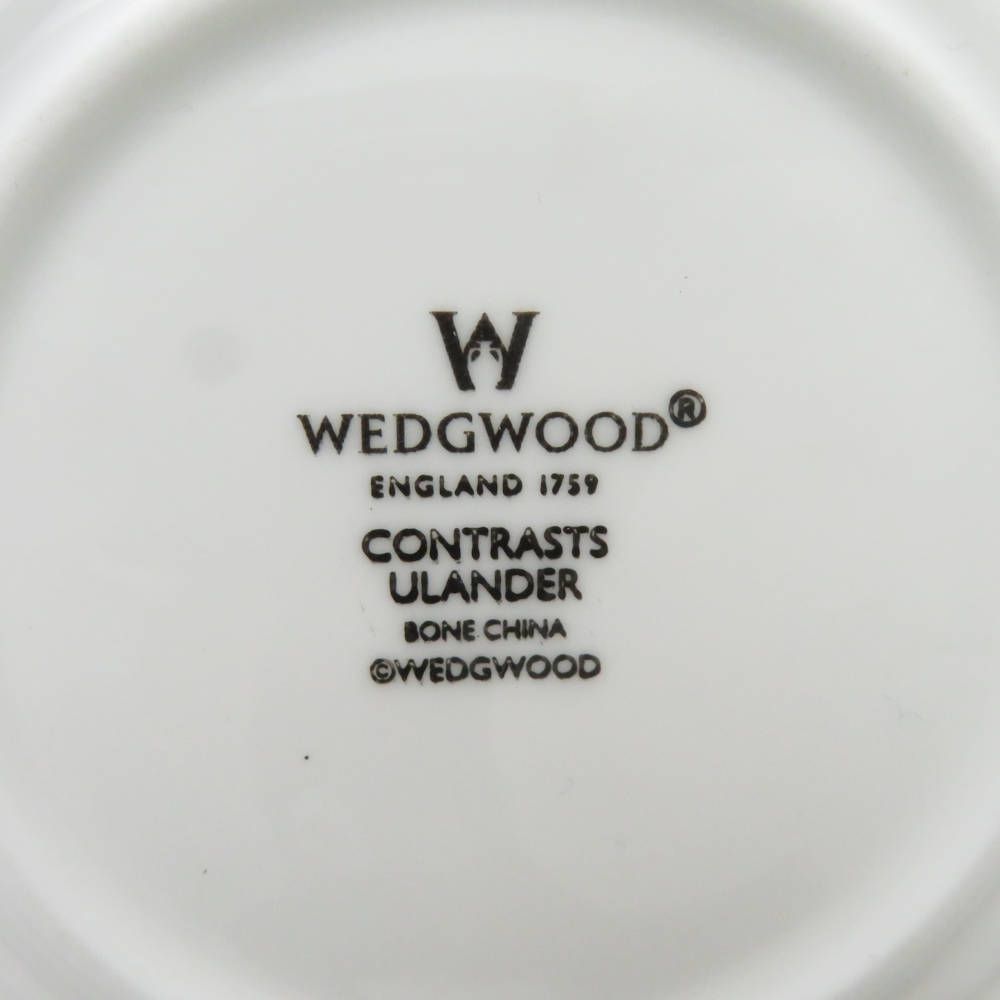 W
WEDGWOOD®
ENGLAND 1759
CONTRASTS
ULANDER
BONE CHINA
©WEDGWOOD